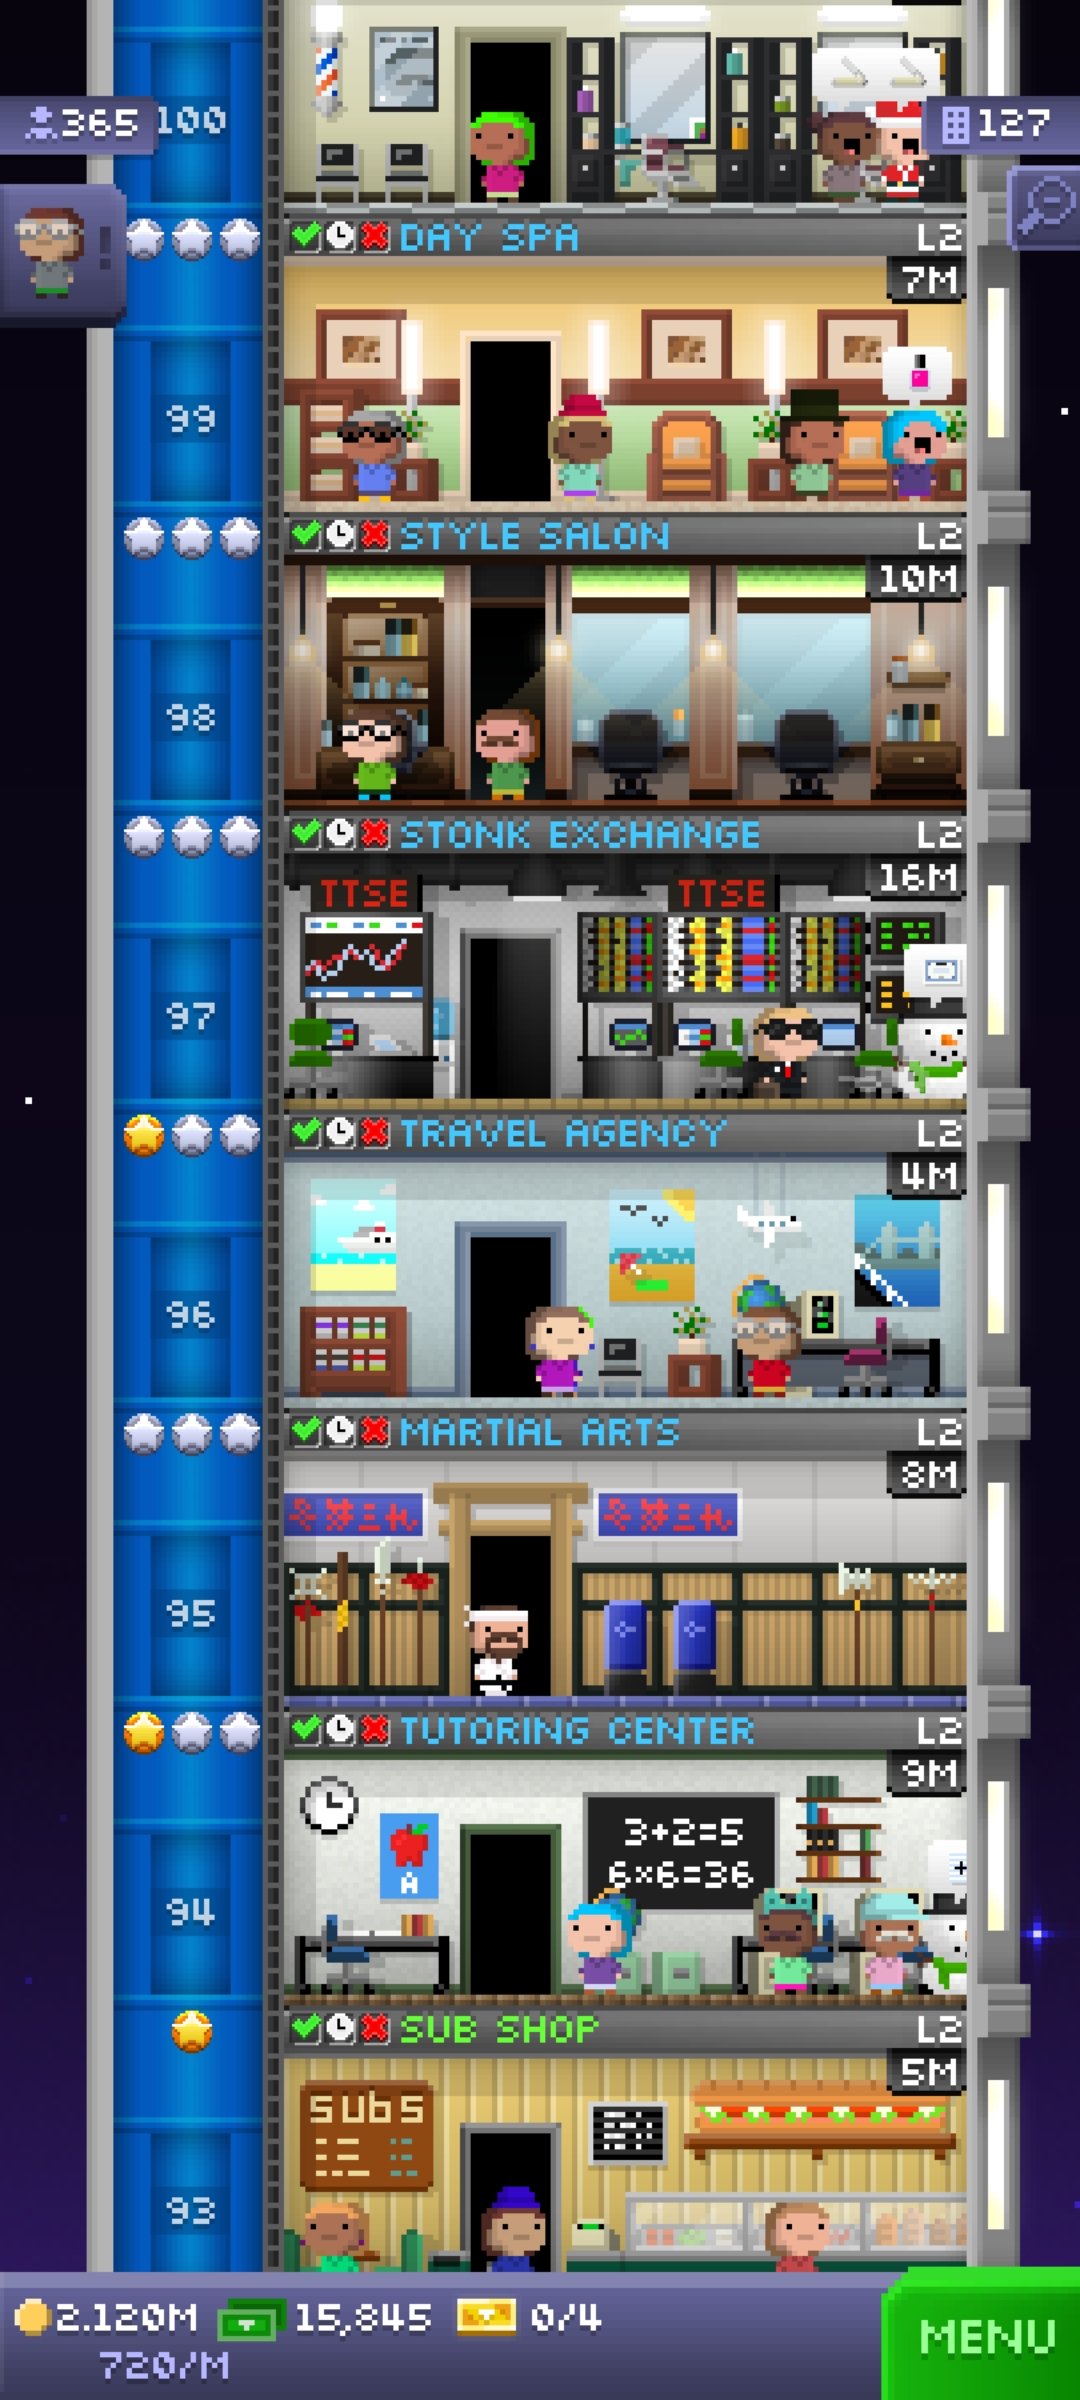 365
100
127
DAY SPA L2
7M
99
STYLE SALON L2
10M
98
STONK EXCHANGE L2
16M
TTSE TTSE
97
TRAVEL AGENCY L2
4M
96
MARTIAL ARTS L2
8M
95
TUTORING CENTER L2
9M
3+2=5
6×6=36
A
94
SUB SHOP L2
5M
SUBS
93
2.120M 15,845 0/4
720/M
MENU